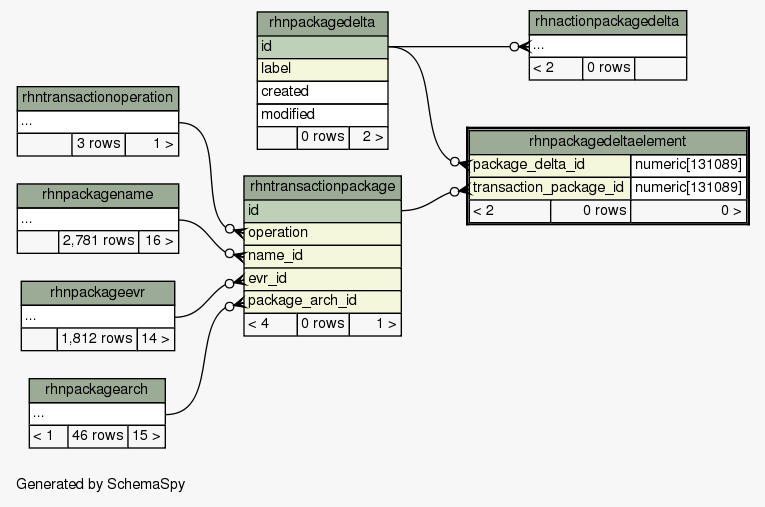 rhnpackagedelta
id
label
created
modified
0 rows 2 >
rhnactionpackagedelta
...
< 2 0 rows
rhntransactionoperation
...
3 rows 1 >
rhnpackagedeltaelement
package_delta_id numeric[131089]
transaction_package_id numeric[131089]
< 2 0 rows 0 >
rhnpackagename
...
2,781 rows 16 >
rhntransactionpackage
id
operation
name_id
evr_id
package_arch_id
< 4 0 rows 1 >
rhnpackageevr
...
1,812 rows 14 >
rhnpackagearch
...
< 1 46 rows 15 >
Generated by SchemaSpy